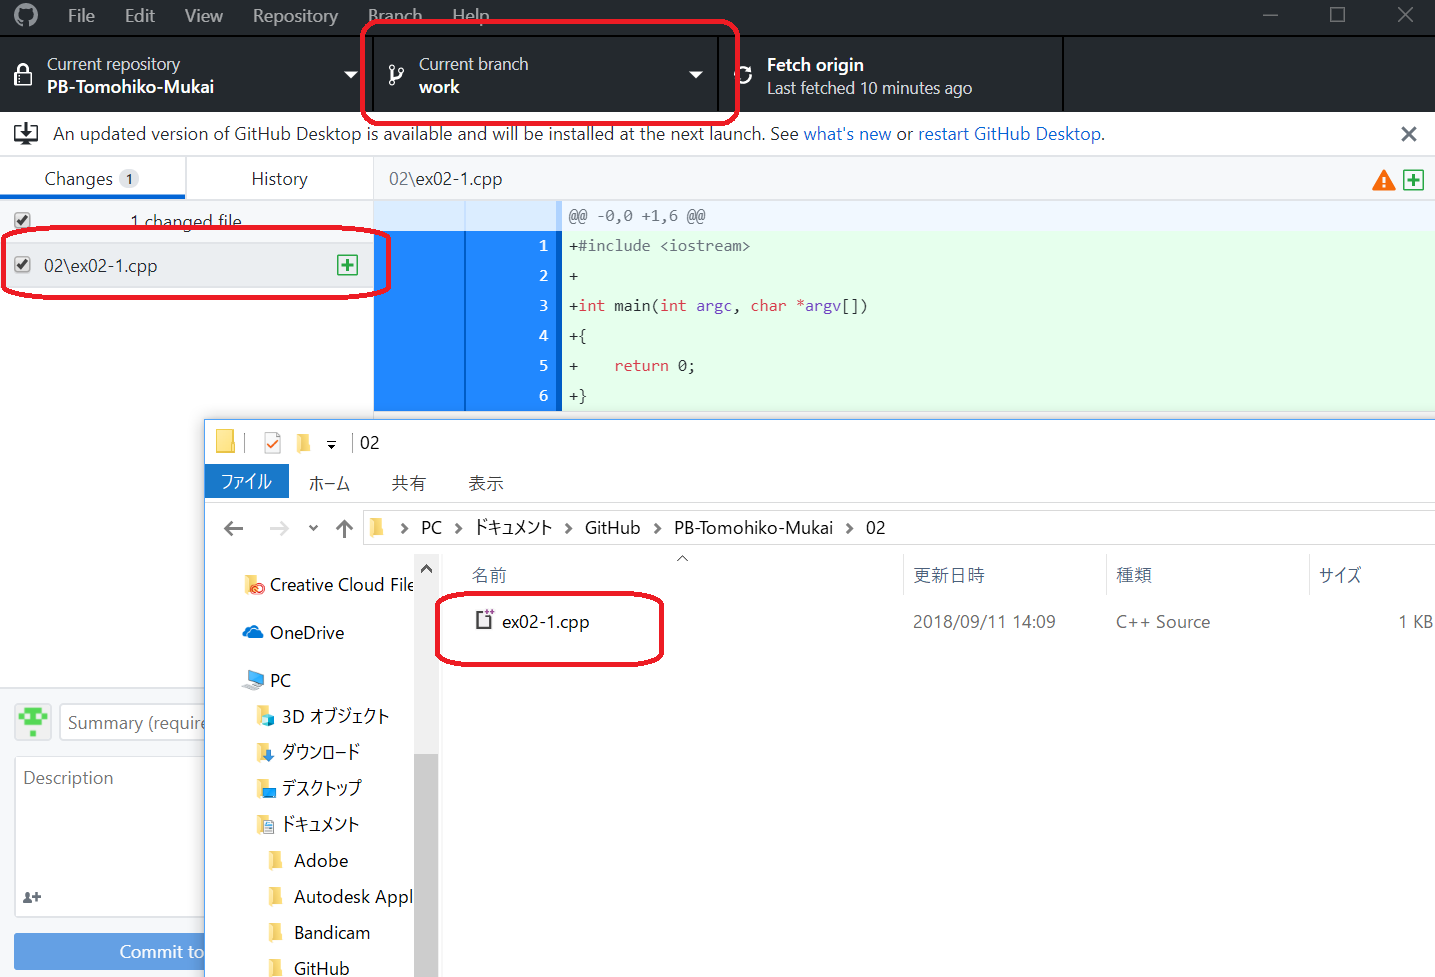 File Edit View Repository Branch Help
Current repository
PB-Tomohiko-Mukai
Current branch
work
Fetch origin
Last fetched 10 minutes ago
An updated version of GitHub Desktop is available and will be installed at the next launch. See what's new or restart GitHub Desktop.
Changes 1 History 02\ex02-1.cpp
1 changed file
02\ex02-1.cpp
@@ -0,0 +1,6 @@
1 +#include <iostream>
2 +
3 +int main(int argc, char *argv[])
4 +{
5 + return 0;
6 +}
02
ファイル ホーム 共有 表示
PC ドキュメント GitHub PB-Tomohiko-Mukai 02
名前 更新日時 種類 サイズ
ex02-1.cpp 2018/09/11 14:09 C++ Source 1 KB
Creative Cloud File
OneDrive
PC
3D オブジェクト
ダウンロード
デスクトップ
ドキュメント
Adobe
Autodesk Appl
Bandicam
GitHub
Summary (require
Description
Commit to